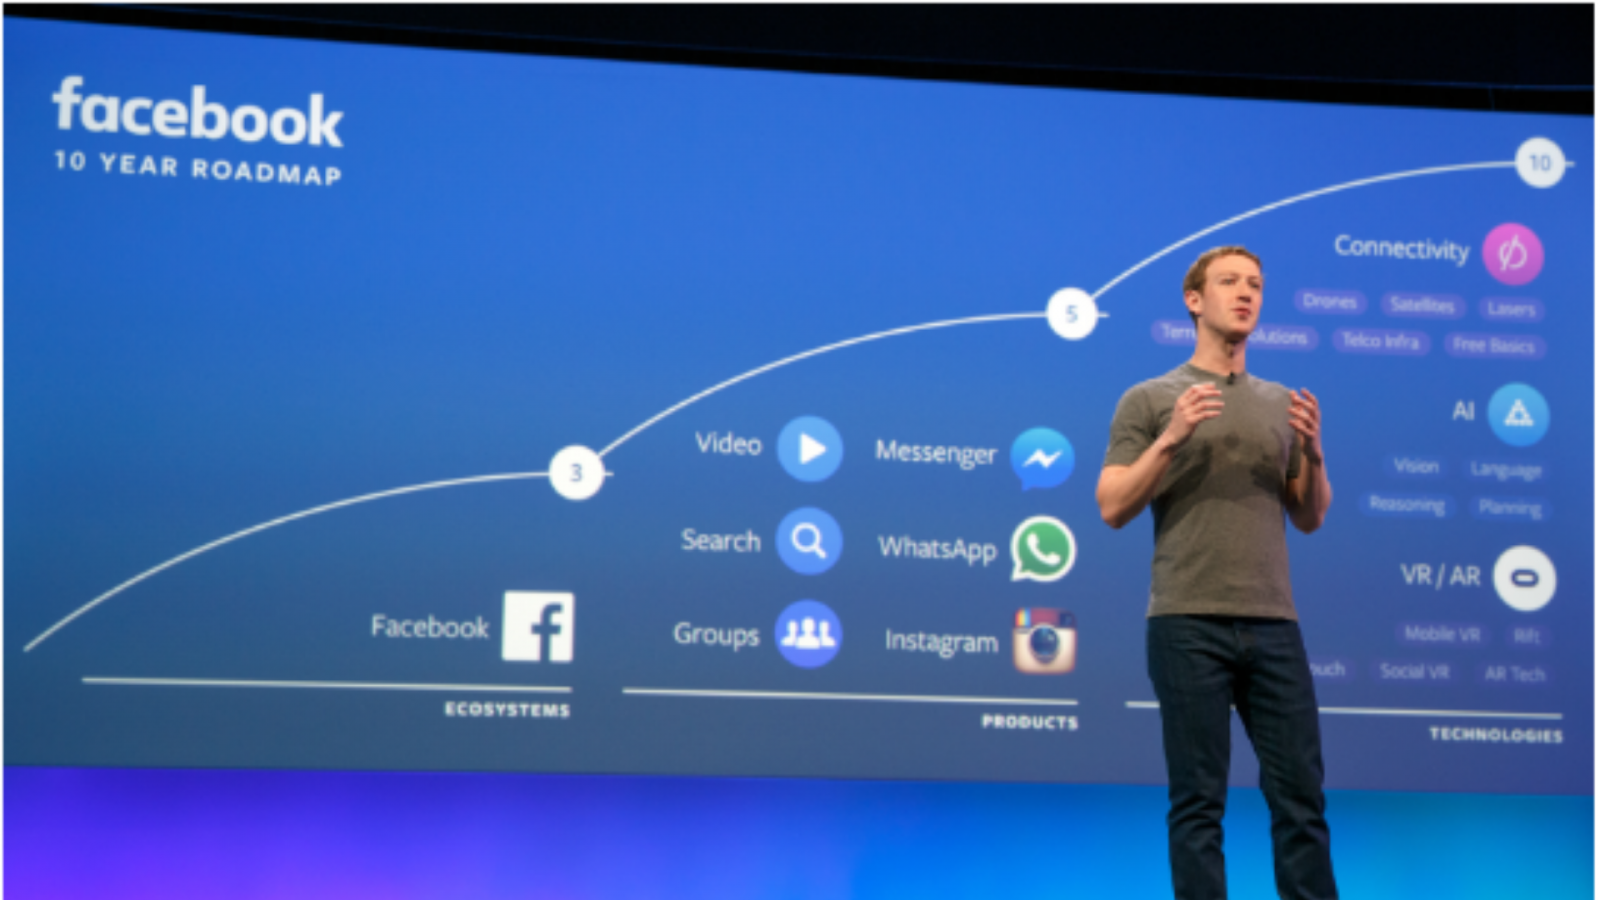 facebook
10 YEAR ROADMAP
3
5
10
Facebook
ECOSYSTEMS
Video
Messenger
Search
WhatsApp
Groups
Instagram
PRODUCTS
Connectivity
Drones Satellites Lasers
Telco Infra Free Basics
AI
Vision Language
Reasoning Planning
VR / AR
Mobile VR Rift
Social VR AR Tech
TECHNOLOGIES